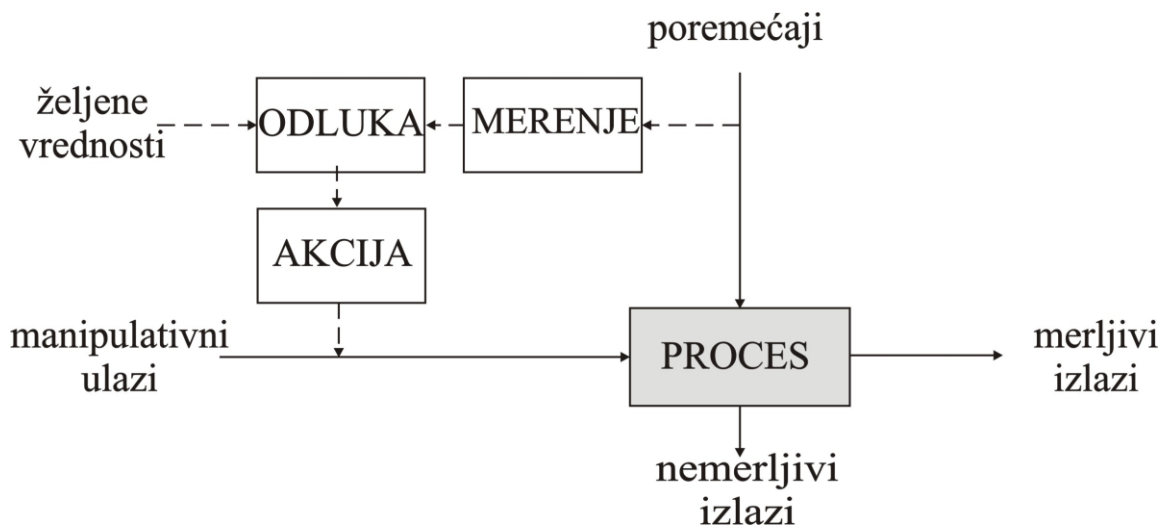 poremećaji
željene
vrednosti
ODLUKA
MERENJE
AKCIJA
manipulativni
ulazi
PROCES
merljivi
izlazi
nemerljivi
izlazi